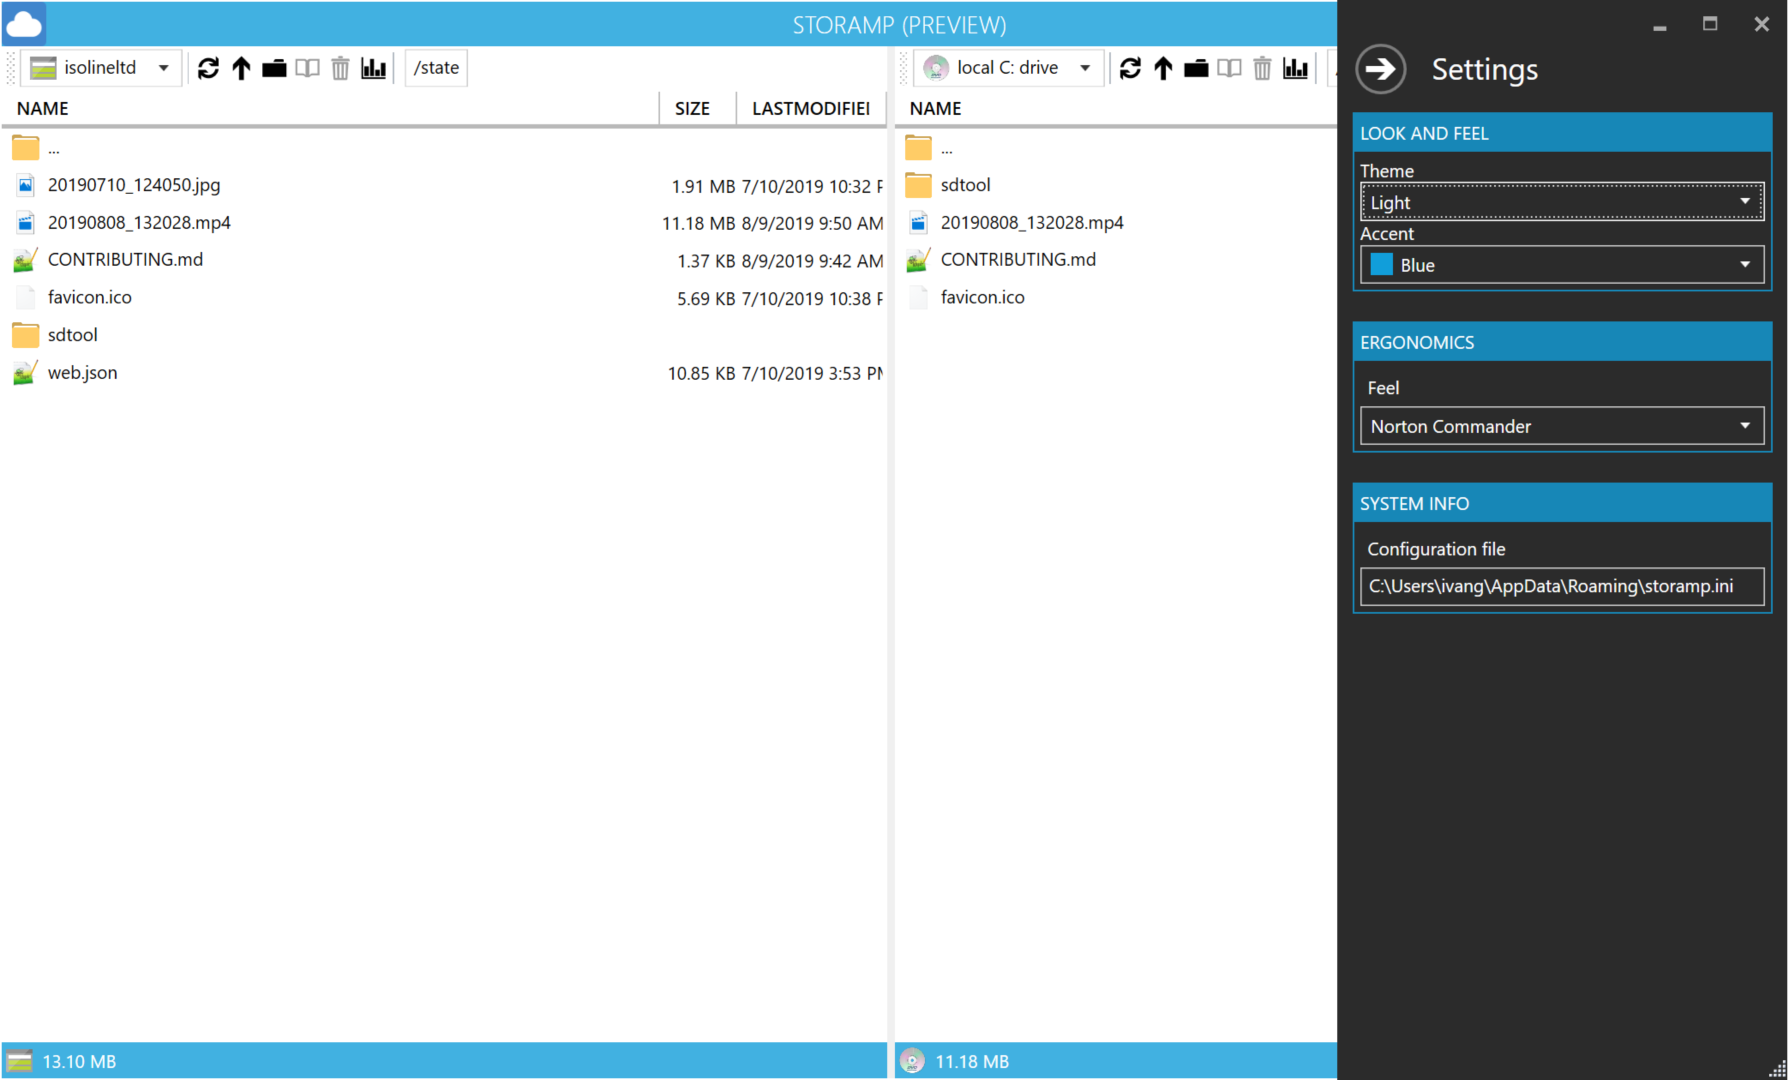 STORAMP (PREVIEW)
isolineltd
/state
NAME SIZE LASTMODIFIEI
...
20190710_124050.jpg 1.91 MB 7/10/2019 10:32 P
20190808_132028.mp4 11.18 MB 8/9/2019 9:50 AM
CONTRIBUTING.md 1.37 KB 8/9/2019 9:42 AM
favicon.ico 5.69 KB 7/10/2019 10:38 P
sdtool
web.json 10.85 KB 7/10/2019 3:53 PM
13.10 MB
local C: drive
NAME
...
sdtool
20190808_132028.mp4
CONTRIBUTING.md
favicon.ico
11.18 MB
Settings
LOOK AND FEEL
Theme
Light
Accent
Blue
ERGONOMICS
Feel
Norton Commander
SYSTEM INFO
Configuration file
C:\Users\ivang\AppData\Roaming\storamp.ini